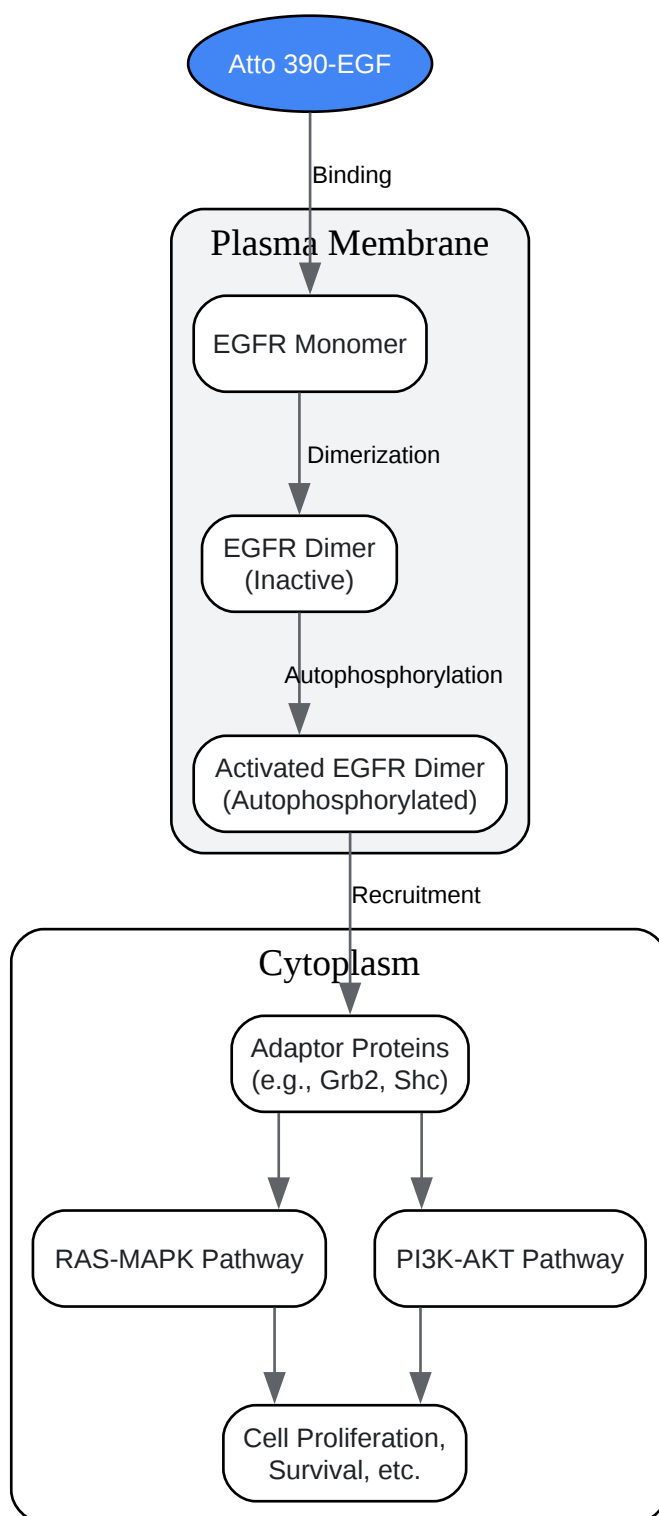 Atto 390-EGF
Binding
Plasma Membrane
EGFR Monomer
Dimerization
EGFR Dimer
(Inactive)
Autophosphorylation
Activated EGFR Dimer
(Autophosphorylated)
Recruitment
Cytoplasm
Adaptor Proteins
(e.g., Grb2, Shc)
RAS-MAPK Pathway
PI3K-AKT Pathway
Cell Proliferation,
Survival, etc.